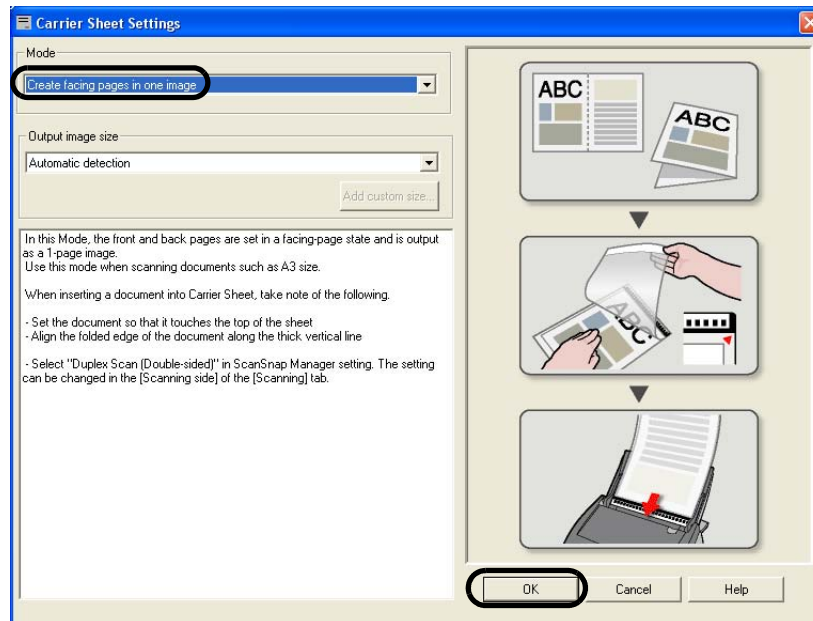 Carrier Sheet Settings
Mode
Create facing pages in one image
Output image size
Automatic detection
Add custom size...
In this Mode, the front and back pages are set in a facing-page state and is output
as a 1-page image.
Use this mode when scanning documents such as A3 size.
When inserting a document into Carrier Sheet, take note of the following.
- Set the document so that it touches the top of the sheet
- Align the folded edge of the document along the thick vertical line
- Select "Duplex Scan (Double-sided)" in ScanSnap Manager setting. The setting
can be changed in the [Scanning side] of the [Scanning] tab.
ABC
ABC
ABC
OK
Cancel
Help